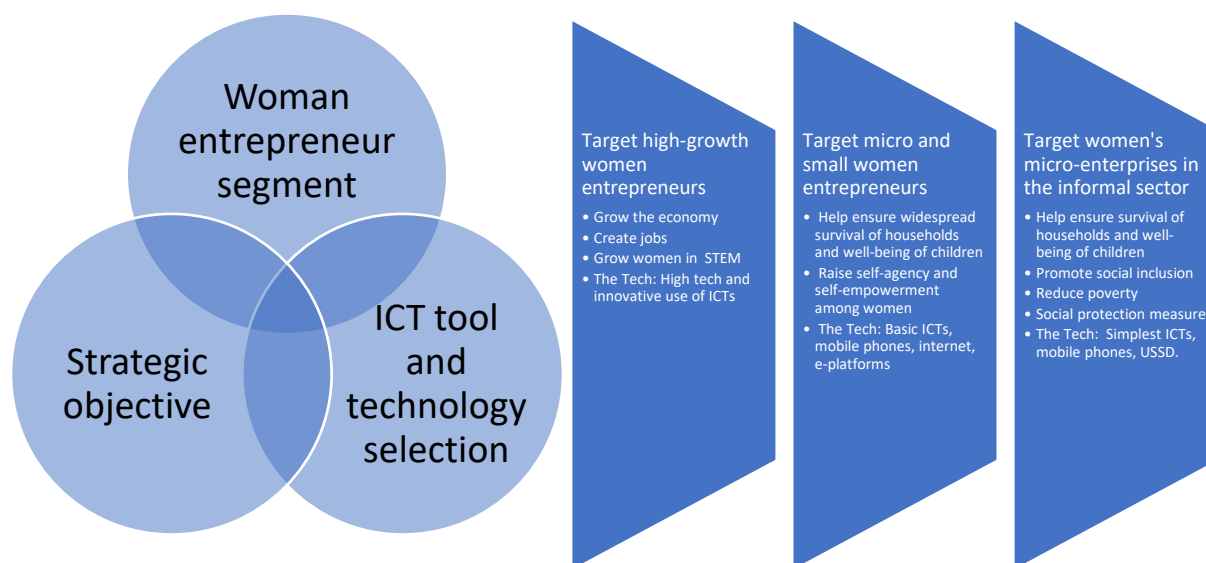 Woman
entrepreneur
segment
Strategic
objective
ICT tool
and
technology
selection
Target high-growth
women
entrepreneurs
• Grow the economy
• Create jobs
• Grow women in STEM
• The Tech: High tech and
innovative use of ICTs
Target micro and
small women
entrepreneurs
• Help ensure widespread
survival of households
and well-being of children
• Raise self-agency and
self-empowerment
among women
• The Tech: Basic ICTs,
mobile phones, internet,
e-platforms
Target women's
micro-enterprises in
the informal sector
• Help ensure survival of
households and well-
being of children
• Promote social inclusion
• Reduce poverty
• Social protection measure
• The Tech: Simplest ICTs,
mobile phones, USSD.